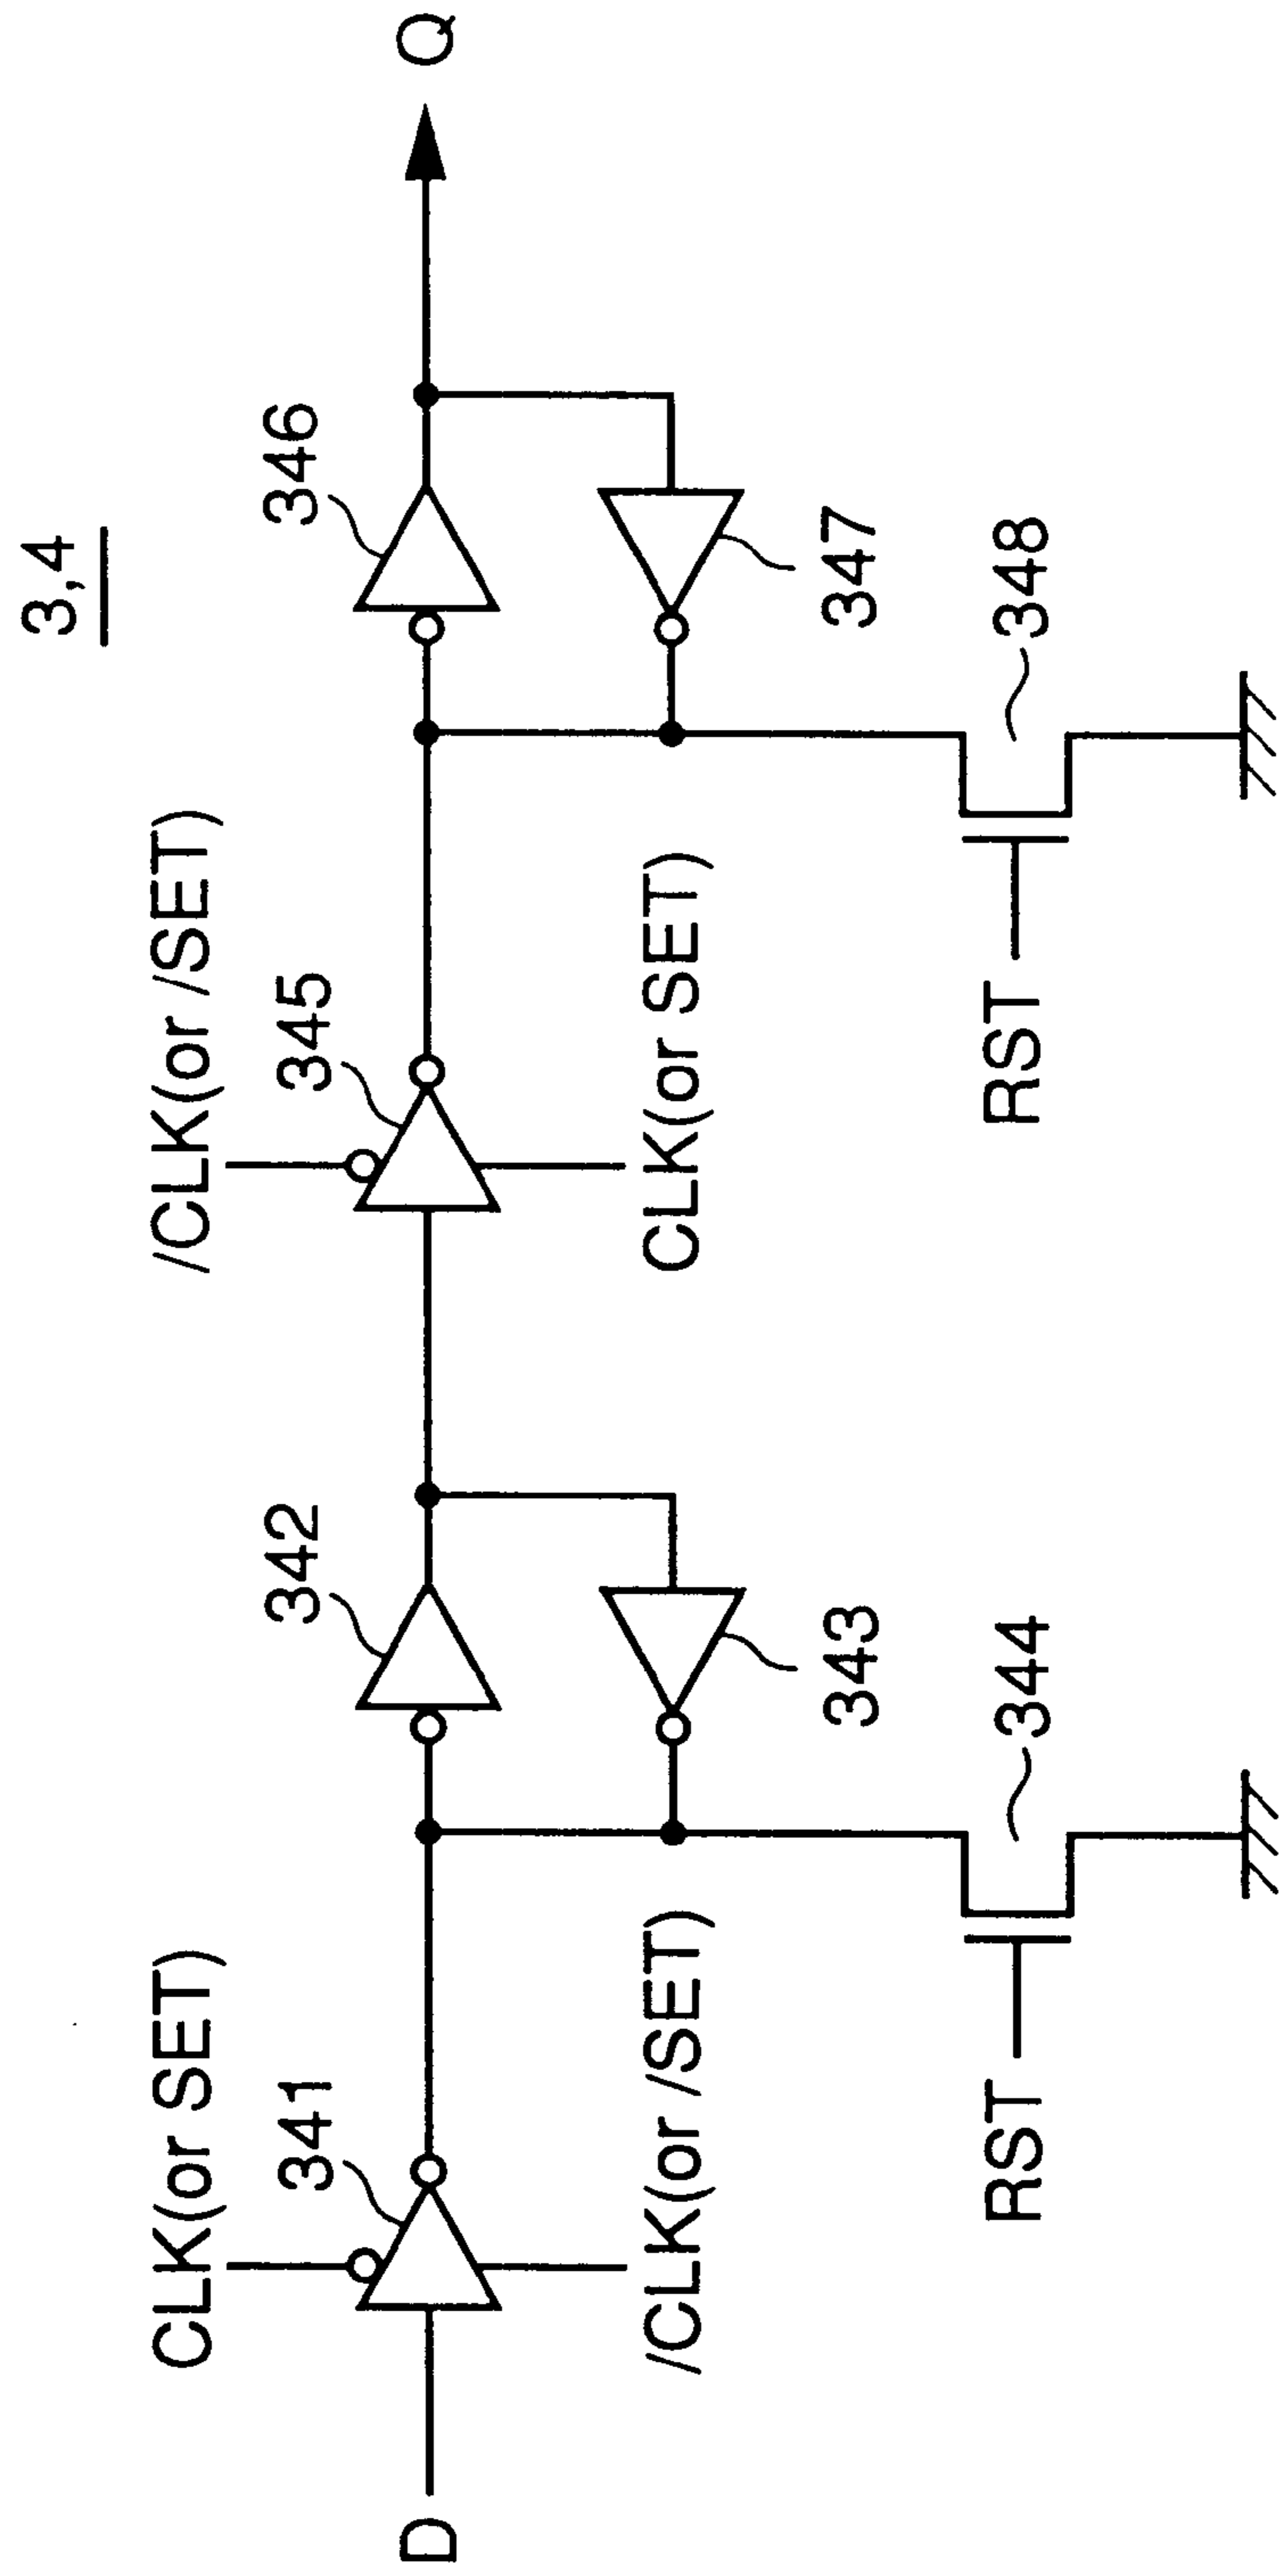 3,4
CLK(or SET)
341
D
/CLK(or /SET)
342
343
344
RST
/CLK(or /SET)
345
CLK(or SET)
346
347
348
RST
Q